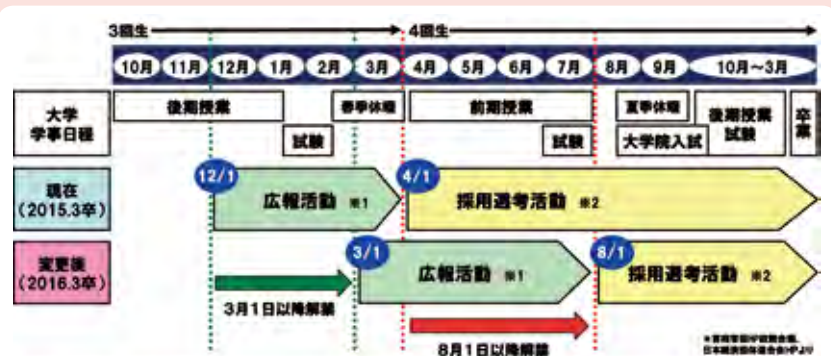 3回生 4回生
10月 11月 12月 1月 2月 3月 4月 5月 6月 7月 8月 9月 10月～3月
大学
学事日程
後期授業 春季休暇 前期授業 夏季休暇 後期授業
試験
卒業
試験 試験 大学院入試
現在
(2015.3卒)
12/1 広報活動 ※1 4/1 採用選考活動 ※2
変更後
(2016.3卒)
3/1 広報活動 ※1 8/1 採用選考活動 ※2
3月1日以降解禁
8月1日以降解禁